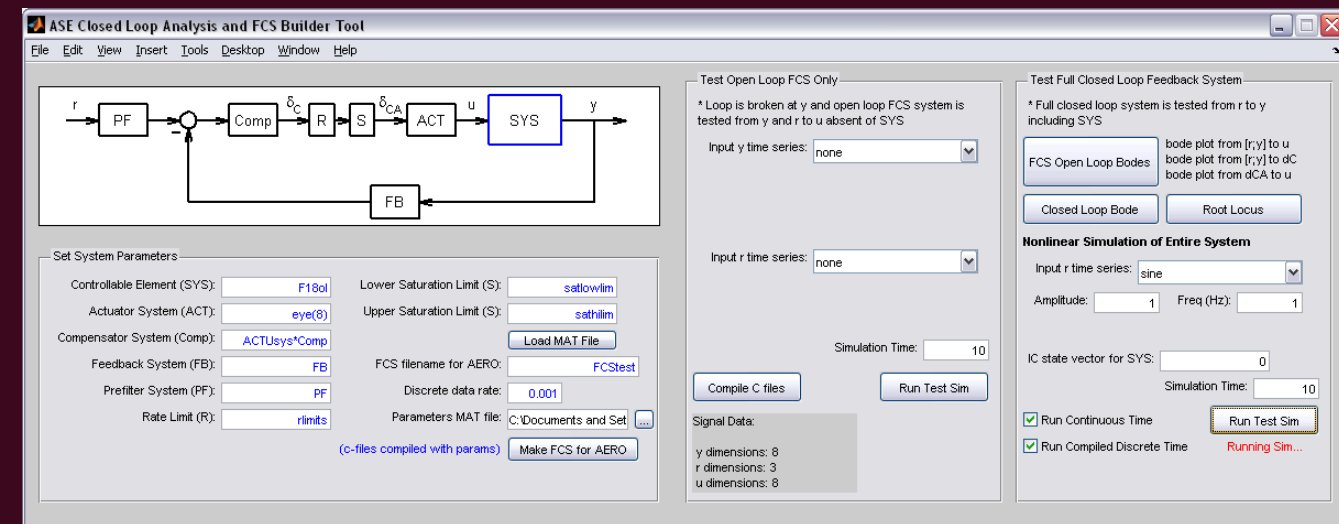 ASE Closed Loop Analysis and FCS Builder Tool
File Edit View Insert Tools Desktop Window Help
r PF Comp δC R S δCA ACT u SYS y
−
FB
Set System Parameters
Controllable Element (SYS): F18ol Lower Saturation Limit (S): satlowlim
Actuator System (ACT): eye(8) Upper Saturation Limit (S): sathilim
Compensator System (Comp): ACTUsys*Comp Load MAT File
Feedback System (FB): FB FCS filename for AERO: FCStest
Prefilter System (PF): PF Discrete data rate: 0.001
Rate Limit (R): rlimits Parameters MAT file: C:\Documents and Set ...
(c-files compiled with params) Make FCS for AERO
Test Open Loop FCS Only
* Loop is broken at y and open loop FCS system is
tested from y and r to u absent of SYS
Input y time series: none
Input r time series: none
Simulation Time: 10
Compile C files Run Test Sim
Signal Data:
y dimensions: 8
r dimensions: 3
u dimensions: 8
Test Full Closed Loop Feedback System
* Full closed loop system is tested from r to y
including SYS
FCS Open Loop Bodes
bode plot from [r;y] to u
bode plot from [r;y] to dC
bode plot from dCA to u
Closed Loop Bode Root Locus
Nonlinear Simulation of Entire System
Input r time series: sine
Amplitude: 1 Freq (Hz): 1
IC state vector for SYS: 0
Simulation Time: 10
Run Continuous Time Run Test Sim
Run Compiled Discrete Time Running Sim...